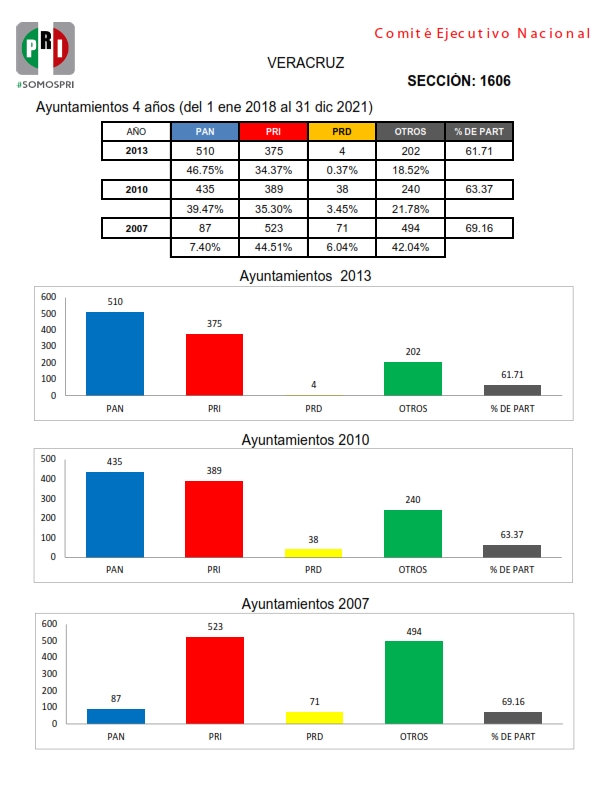 Comité Ejecutivo Nacional
PRI
#SOMOSPRI
VERACRUZ
SECCIÓN: 1606
Ayuntamientos 4 años (del 1 ene 2018 al 31 dic 2021)
AÑO PAN PRI PRD OTROS % DE PART
2013 510 375 4 202 61.71
46.75% 34.37% 0.37% 18.52%
2010 435 389 38 240 63.37
39.47% 35.30% 3.45% 21.78%
2007 87 523 71 494 69.16
7.40% 44.51% 6.04% 42.04%
Ayuntamientos 2013
600
500
400
300
200
100
0
510
375
4
202
61.71
PAN PRI PRD OTROS % DE PART
Ayuntamientos 2010
500
400
300
200
100
0
435
389
38
240
63.37
PAN PRI PRD OTROS % DE PART
Ayuntamientos 2007
600
500
400
300
200
100
0
87
523
71
494
69.16
PAN PRI PRD OTROS % DE PART